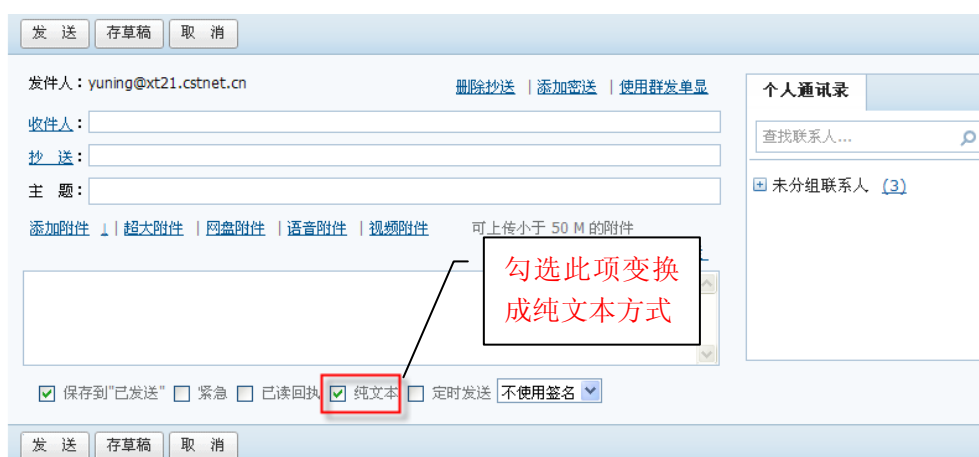 发 送 存草稿 取 消
发件人：yuning@xt21.cstnet.cn 删除抄送 | 添加密送 | 使用群发单显
个人通讯录
收件人：
查找联系人...
抄 送：
主 题：
未分组联系人 (3)
添加附件 ↓ | 超大附件 | 网盘附件 | 语音附件 | 视频附件 可上传小于 50 M 的附件
勾选此项变换
成纯文本方式
保存到"已发送" 紧急 已读回执 纯文本 定时发送 不使用签名
发 送 存草稿 取 消